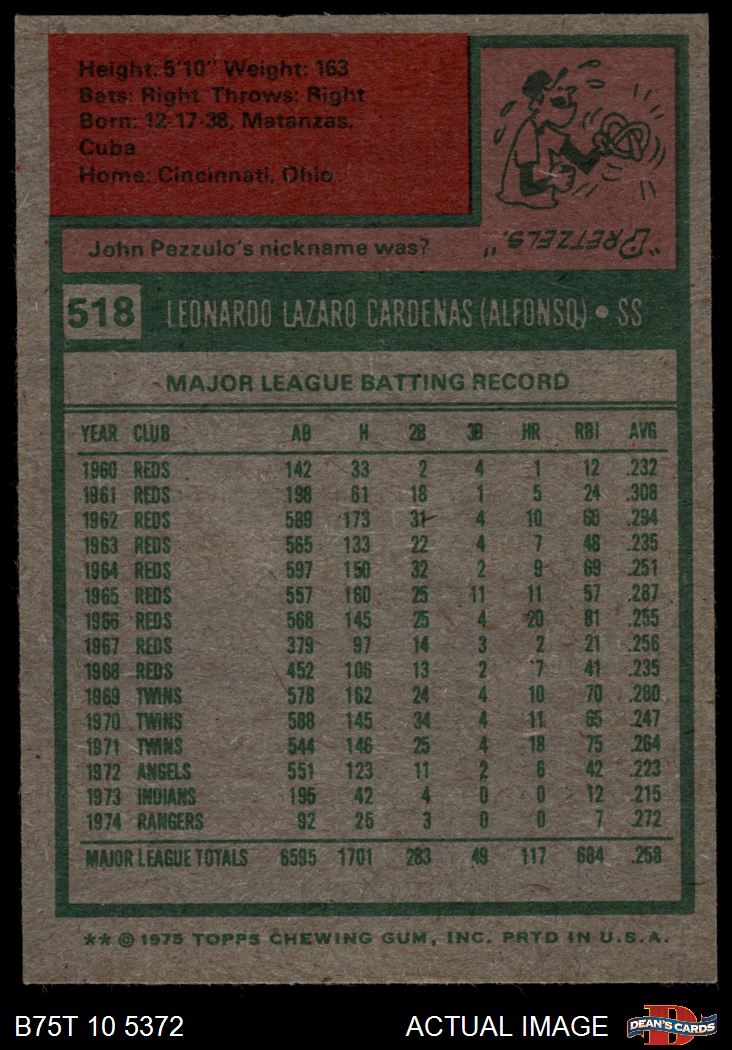 Height: 5'10" Weight: 163
Bats: Right Throws: Right
Born: 12-17-38, Matanzas,
Cuba
Home: Cincinnati, Ohio
John Pezzulo's nickname was?
"PRETZELS."
518 LEONARDO LAZARO CARDENAS (ALFONSO) • SS
MAJOR LEAGUE BATTING RECORD
YEAR CLUB AB H 2B 3B HR RBI AVG
1960 REDS 142 33 2 4 1 12 .232
1961 REDS 198 61 18 1 5 24 .308
1962 REDS 589 173 31 4 10 60 .294
1963 REDS 565 133 22 4 7 48 .235
1964 REDS 597 150 32 2 9 69 .251
1965 REDS 557 160 25 11 11 57 .287
1966 REDS 568 145 25 4 20 81 .255
1967 REDS 379 97 14 3 2 21 .256
1968 REDS 452 106 13 2 7 41 .235
1969 TWINS 578 162 24 4 10 70 .280
1970 TWINS 588 145 34 4 11 65 .247
1971 TWINS 544 146 25 4 18 75 .264
1972 ANGELS 551 123 11 2 6 42 .223
1973 INDIANS 195 42 4 0 0 12 .215
1974 RANGERS 92 25 3 0 0 7 .272
MAJOR LEAGUE TOTALS 6595 1701 283 49 117 684 .258
** © 1975 TOPPS CHEWING GUM, INC. PRTD IN U.S.A.
B75T 10 5372 ACTUAL IMAGE DEAN'S CARDS